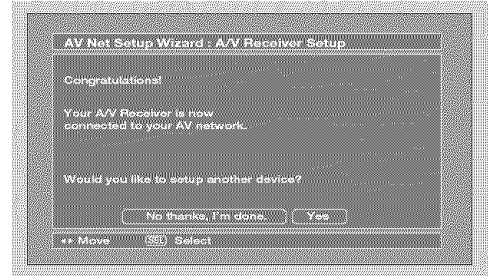 AV Net Setup Wizard : A/V Receiver Setup
Congratulations!
Your A/V Receiver is now
connected to your AV network.
Would you like to setup another device?
No thanks, I'm done. Yes
◂▸ Move SEL Select